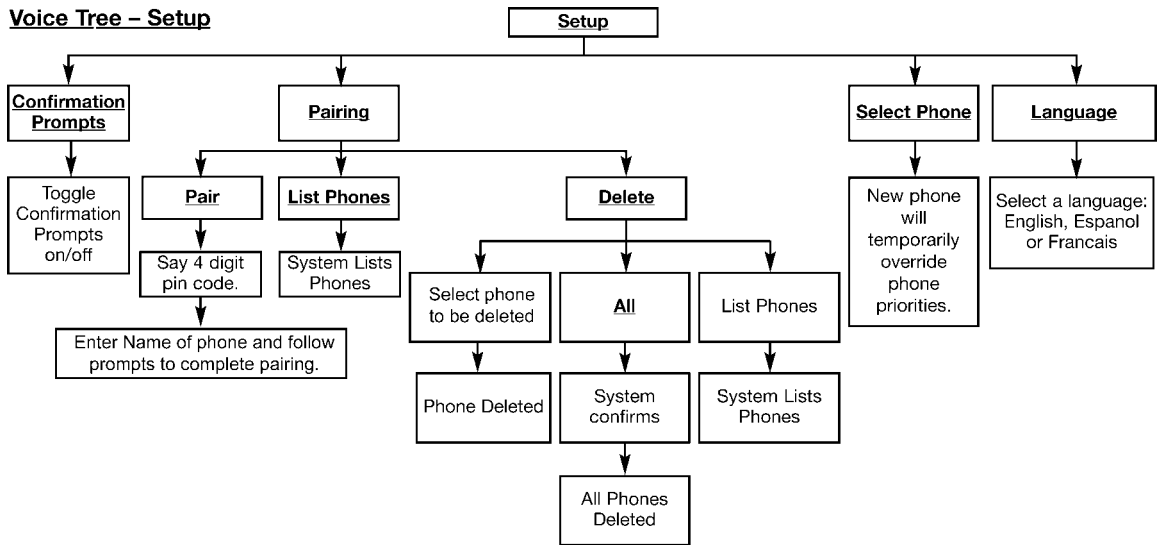 Voice Tree – Setup
Setup
Confirmation
Prompts
Pairing
Select Phone
Language
Toggle
Confirmation
Prompts
on/off
Pair
List Phones
Delete
New phone
will
temporarily
override
phone
priorities.
Select a language:
English, Espanol
or Francais
Say 4 digit
pin code.
System Lists
Phones
Select phone
to be deleted
All
List Phones
Enter Name of phone and follow
prompts to complete pairing.
Phone Deleted
System
confirms
System Lists
Phones
All Phones
Deleted